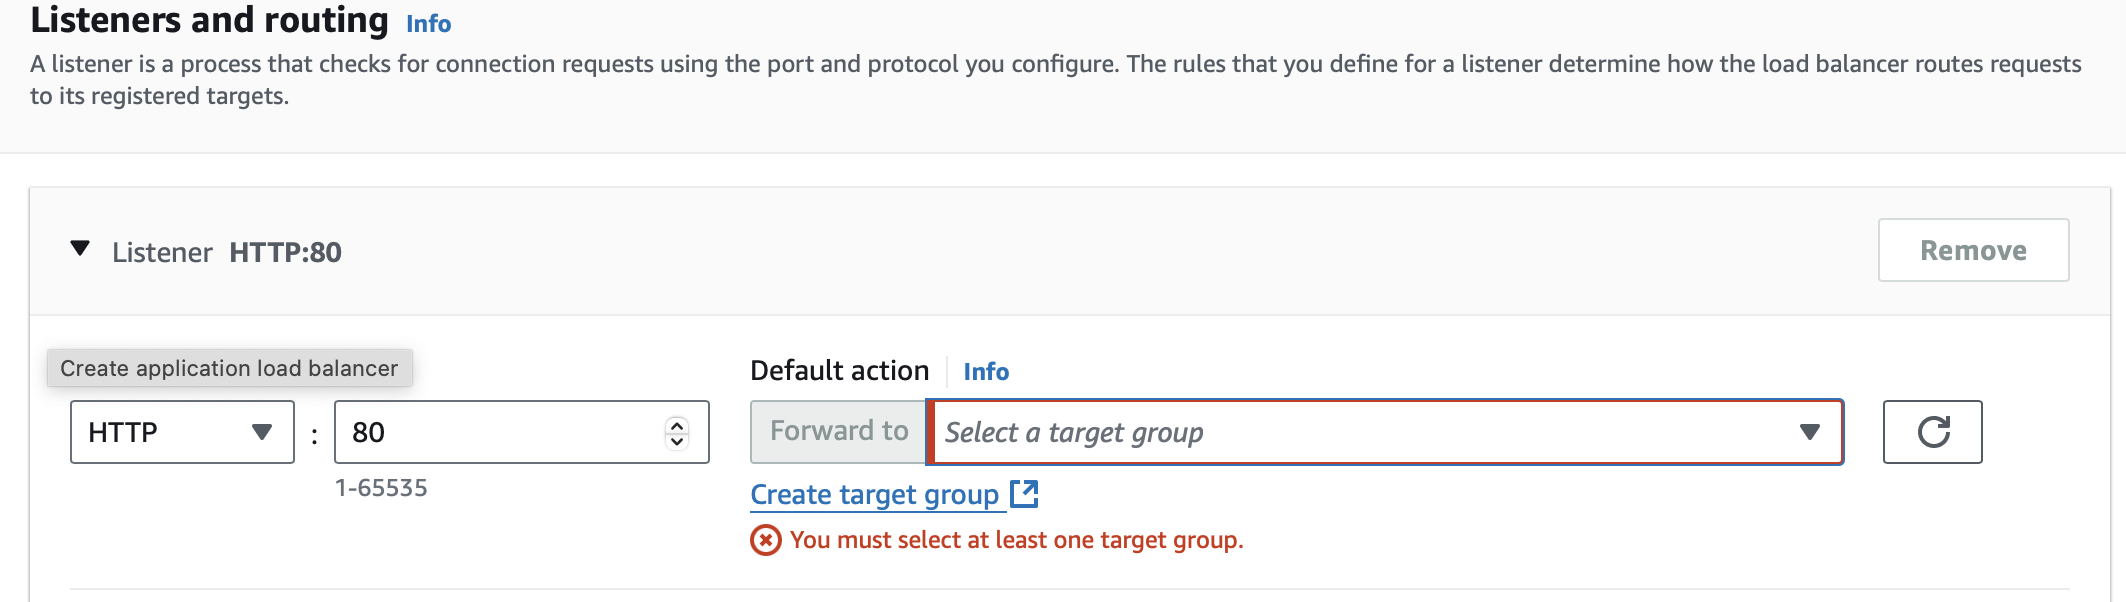 Listeners and routing Info
A listener is a process that checks for connection requests using the port and protocol you configure. The rules that you define for a listener determine how the load balancer routes requests
to its registered targets.
Listener HTTP:80
Remove
Create application load balancer
Default action Info
HTTP : 80
Forward to Select a target group
1-65535
Create target group
You must select at least one target group.